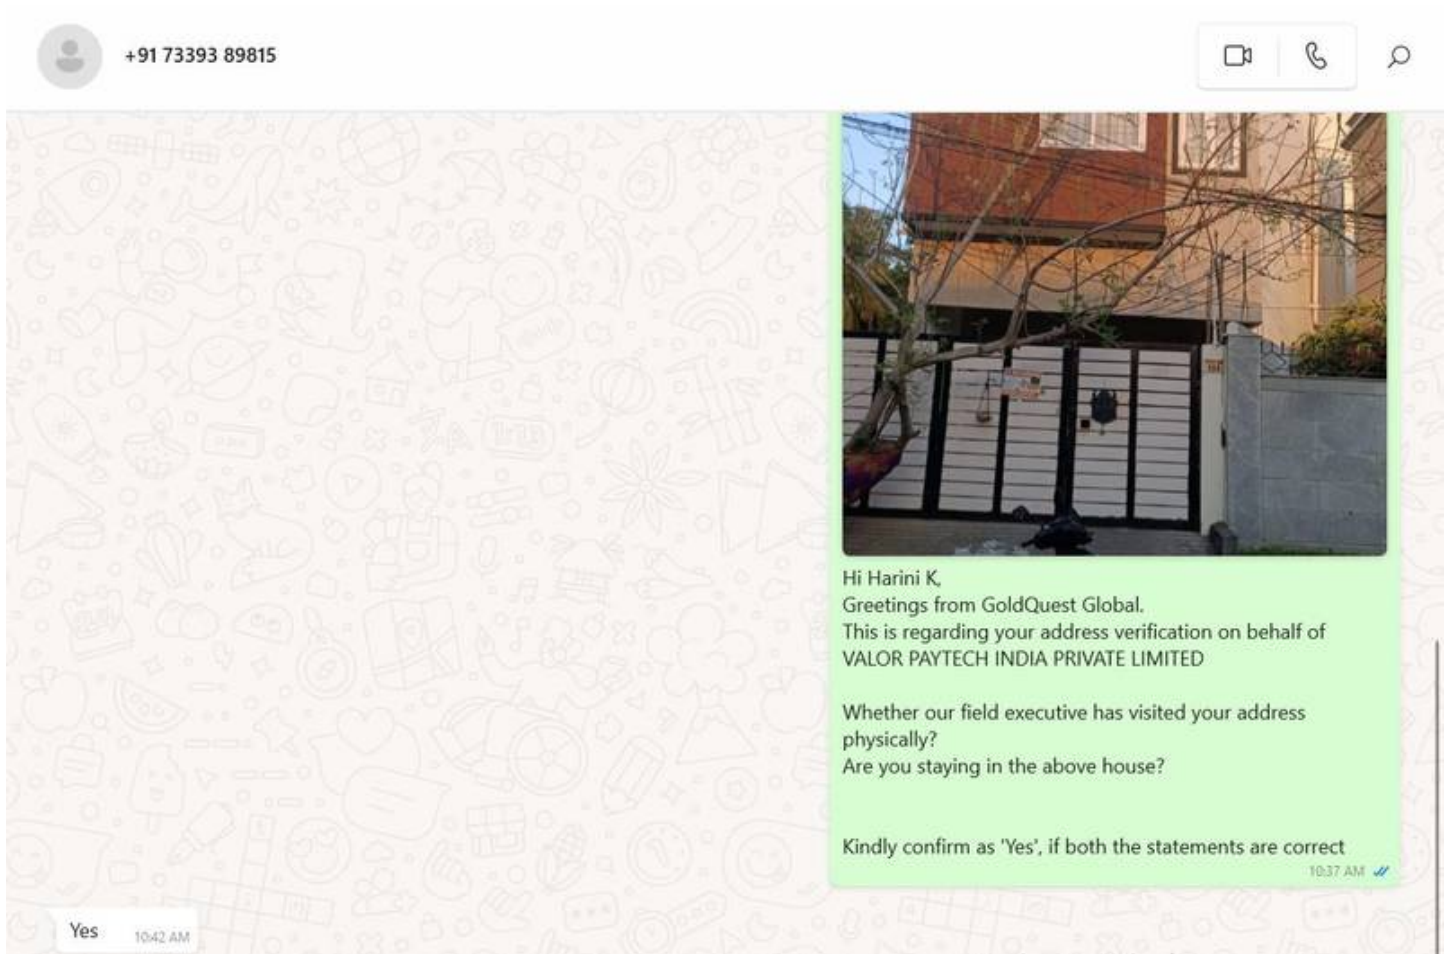 +91 73393 89815
Hi Harini K,
Greetings from GoldQuest Global.
This is regarding your address verification on behalf of
VALOR PAYTECH INDIA PRIVATE LIMITED
Whether our field executive has visited your address
physically?
Are you staying in the above house?
Kindly confirm as 'Yes', if both the statements are correct
10:37 AM
Yes
10:42 AM